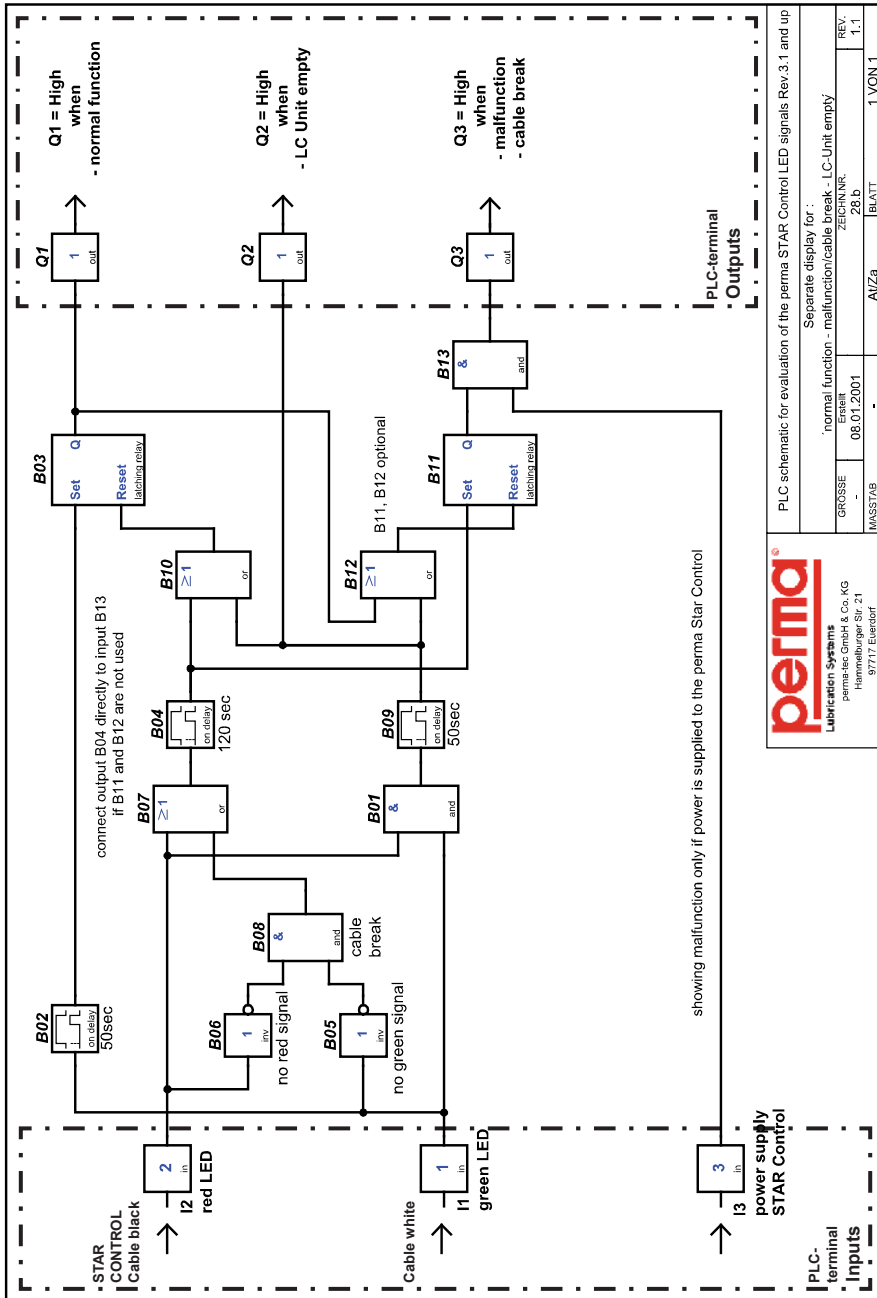 STAR
CONTROL
Cable black
2
in
I2
red LED
Cable white
1
in
I1
green LED
3
in
I3
power supply
STAR Control
PLC-
terminal
Inputs
B02
on delay
50sec
B06
1
inv
no red signal
B05
1
inv
no green signal
B08
&
and
cable
break
connect output B04 directly to input B13
if B11 and B12 are not used
B07
≥1
or
B01
&
and
B04
on delay
120 sec
B09
on delay
50sec
B10
≥1
or
B12
≥1
or
B11, B12 optional
B03
Set
Q
Reset
latching relay
B11
Set
Q
Reset
latching relay
B13
&
and
showing malfunction only if power is supplied to the perma Star Control
Q1
1
out
Q1 = High
when
- normal function
Q2
1
out
Q2 = High
when
- LC Unit empty
Q3
1
out
Q3 = High
when
- malfunction
- cable break
PLC-terminal
Outputs
perma®
Lubrication Systems
perma-tec GmbH & Co. KG
Hammelburger Str. 21
97717 Euerdorf
PLC schematic for evaluation of the perma STAR Control LED signals Rev.3.1 and up
Separate display for :
'normal function - malfunction/cable break - LC-Unit empty'
GRÖSSE
-
Erstellt
08.01.2001
ZEICHN.NR.
28.b
REV.
1.1
MASSTAB
-
At/Za
BLATT
1 VON 1